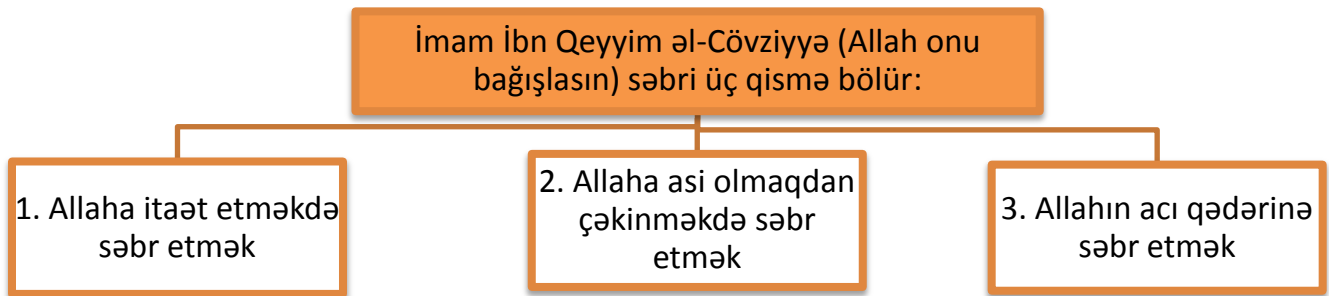 İmam İbn Qeyyim əl-Cövziyyə (Allah onu
bağışlasın) səbri üç qismə bölür:
1. Allaha itaət etməkdə
səbr etmək
2. Allaha asi olmaqdan
çəkinməkdə səbr
etmək
3. Allahın acı qədərinə
səbr etmək